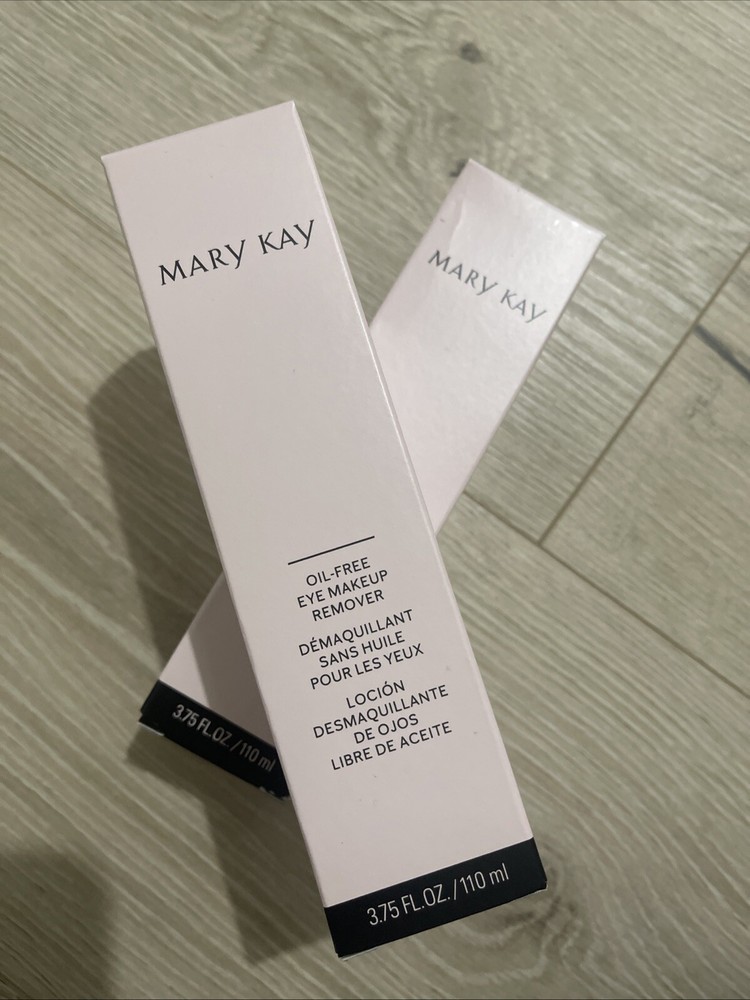 MARY KAY
OIL-FREE
EYE MAKEUP
REMOVER
DÉMAQUILLANT
SANS HUILE
POUR LES YEUX
LOCIÓN
DESMAQUILLANTE
DE OJOS
LIBRE DE ACEITE
3.75 FL.OZ./110 ml
MARY KAY
3.75 FL.OZ./110 ml